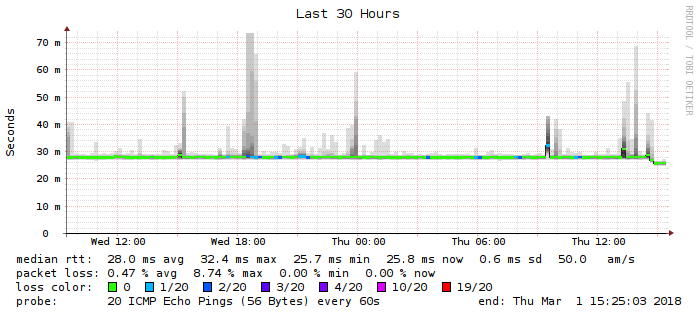 Last 30 Hours
RRDTOOL / TOBI OETIKER
Seconds
70 m
60 m
50 m
40 m
30 m
20 m
10 m
0
Wed 12:00 Wed 18:00 Thu 00:00 Thu 06:00 Thu 12:00
median rtt: 28.0 ms avg 32.4 ms max 25.7 ms min 25.8 ms now 0.6 ms sd 50.0 am/s
packet loss: 0.47 % avg 8.74 % max 0.00 % min 0.00 % now
loss color: 0 1/20 2/20 3/20 4/20 10/20 19/20
probe: 20 ICMP Echo Pings (56 Bytes) every 60s end: Thu Mar 1 15:25:03 2018